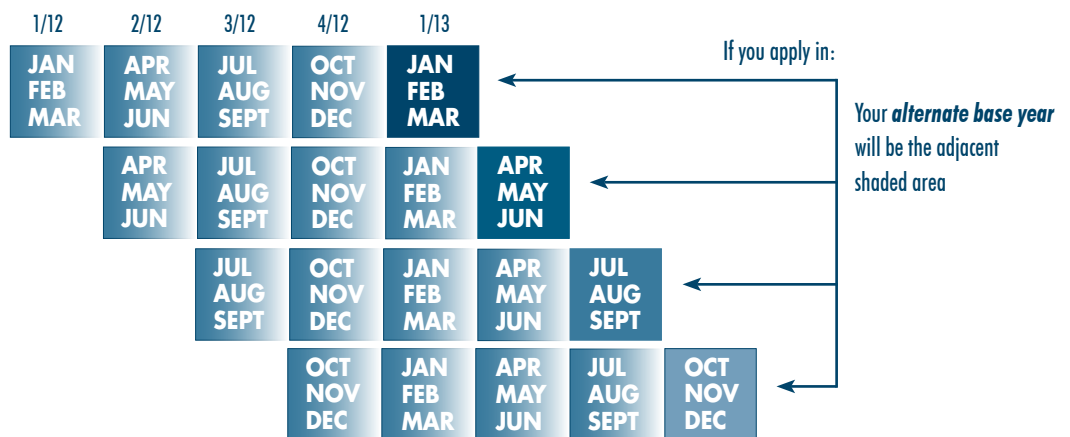 1/12 2/12 3/12 4/12 1/13
If you apply in:
JAN APR JUL OCT JAN
FEB MAY AUG NOV FEB
MAR JUN SEPT DEC MAR
Your alternate base year
will be the adjacent
shaded area
APR JUL OCT JAN APR
MAY AUG NOV FEB MAY
JUN SEPT DEC MAR JUN
JUL OCT JAN APR JUL
AUG NOV FEB MAY AUG
SEPT DEC MAR JUN SEPT
OCT JAN APR JUL OCT
NOV FEB MAY AUG NOV
DEC MAR JUN SEPT DEC